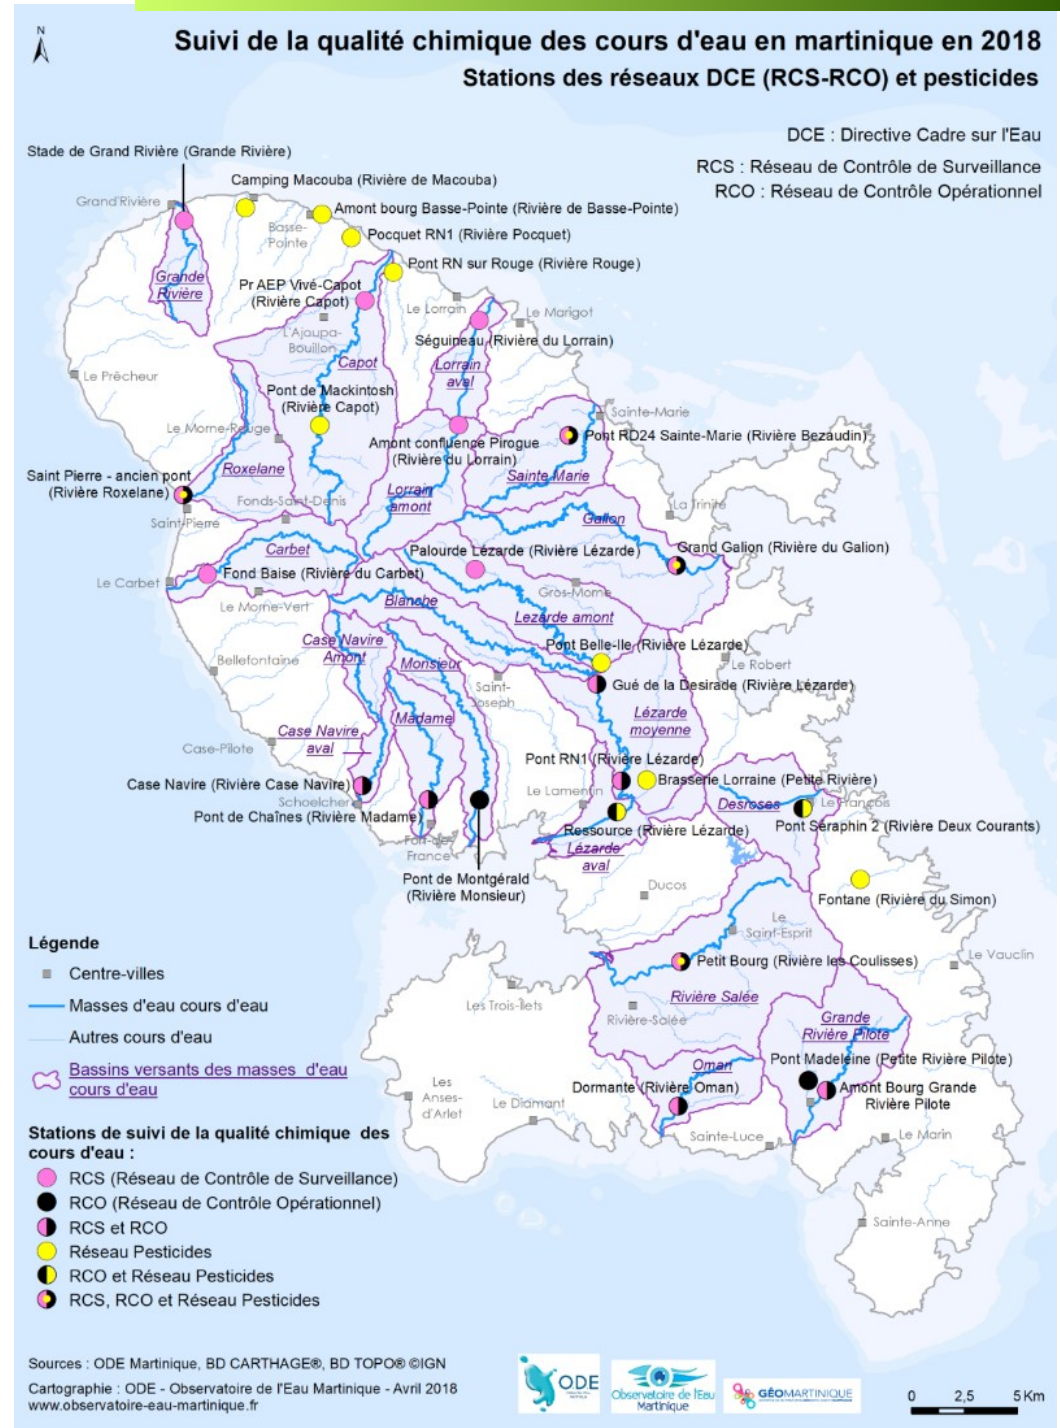 N
Suivi de la qualité chimique des cours d'eau en martinique en 2018
Stations des réseaux DCE (RCS-RCO) et pesticides
DCE : Directive Cadre sur l'Eau
RCS : Réseau de Contrôle de Surveillance
RCO : Réseau de Contrôle Opérationnel
Stade de Grand Rivière (Grande Rivière)
Camping Macouba (Rivière de Macouba)
Grand'Rivière
Amont bourg Basse-Pointe (Rivière de Basse-Pointe)
Basse-
Pointe
Pocquet RN1 (Rivière Pocquet)
Pont RN sur Rouge (Rivière Rouge)
Grande
Rivière
Pr AEP Vivé-Capot
(Rivière Capot)
Le Lorrain
Le Marigot
L'Ajoupa-
Bouillon
Séguineau (Rivière du Lorrain)
Capot
Lorrain
aval
Le Prêcheur
Pont de Mackintosh
(Rivière Capot)
Sainte-Marie
Le Morne-Rouge
Amont confluence Pirogue
(Rivière du Lorrain)
Pont RD24 Sainte-Marie (Rivière Bezaudin)
Saint Pierre - ancien pont
(Rivière Roxelane)
Roxelane
Sainte Marie
Lorrain
amont
Fonds-Saint-Denis
Saint-Pierre
La Trinité
Galion
Carbet
Palourde Lézarde (Rivière Lézarde)
Grand Galion (Rivière du Galion)
Le Carbet
Fond Baise (Rivière du Carbet)
Gros-Morne
Le Morne-Vert
Blanche
Lezarde amont
Case Navire
Amont
Pont Belle-Ile (Rivière Lézarde)
Bellefontaine
Monsieur
Le Robert
Saint-
Joseph
Gué de la Desirade (Rivière Lézarde)
Madame
Lézarde
moyenne
Case Navire
aval
Case-Pilote
Pont RN1 (Rivière Lézarde)
Case Navire (Rivière Case Navire)
Brasserie Lorraine (Petite Rivière)
Schoelcher
Le Lamentin
Desroses
Le François
Pont de Chaînes (Rivière Madame)
Ressource (Rivière Lézarde)
Pont Séraphin 2 (Rivière Deux Courants)
Fort-de
France
Lézarde
aval
Pont de Montgérald
(Rivière Monsieur)
Ducos
Fontane (Rivière du Simon)
Le
Saint-Esprit
Le Vauclin
Petit Bourg (Rivière les Coulisses)
Les Trois-Ilets
Rivière Salée
Rivière-Salée
Grande
Rivière Pilote
Pont Madeleine (Petite Rivière Pilote)
Oman
Dormante (Rivière Oman)
Amont Bourg Grande
Rivière Pilote
Les
Anses-
d'Arlet
Le Diamant
Sainte-Luce
Le Marin
Sainte-Anne
Légende
Centre-villes
Masses d'eau cours d'eau
Autres cours d'eau
Bassins versants des masses d'eau
cours d'eau
Stations de suivi de la qualité chimique des
cours d'eau :
RCS (Réseau de Contrôle de Surveillance)
RCO (Réseau de Contrôle Opérationnel)
RCS et RCO
Réseau Pesticides
RCO et Réseau Pesticides
RCS, RCO et Réseau Pesticides
Sources : ODE Martinique, BD CARTHAGE®, BD TOPO® ©IGN
Cartographie : ODE - Observatoire de l'Eau Martinique - Avril 2018
www.observatoire-eau-martinique.fr
ODE
Observatoire de l'Eau
Martinique
GÉOMARTINIQUE
0 2,5 5 Km